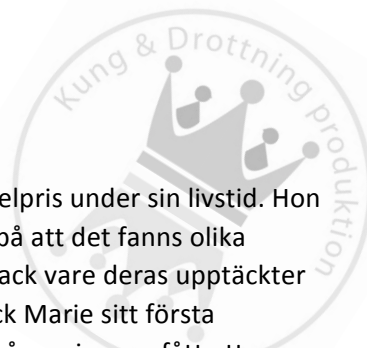 Kung & Drottning produktion
elpris under sin livstid. Hon
på att det fanns olika
ack vare deras upptäckter
ck Marie sitt första